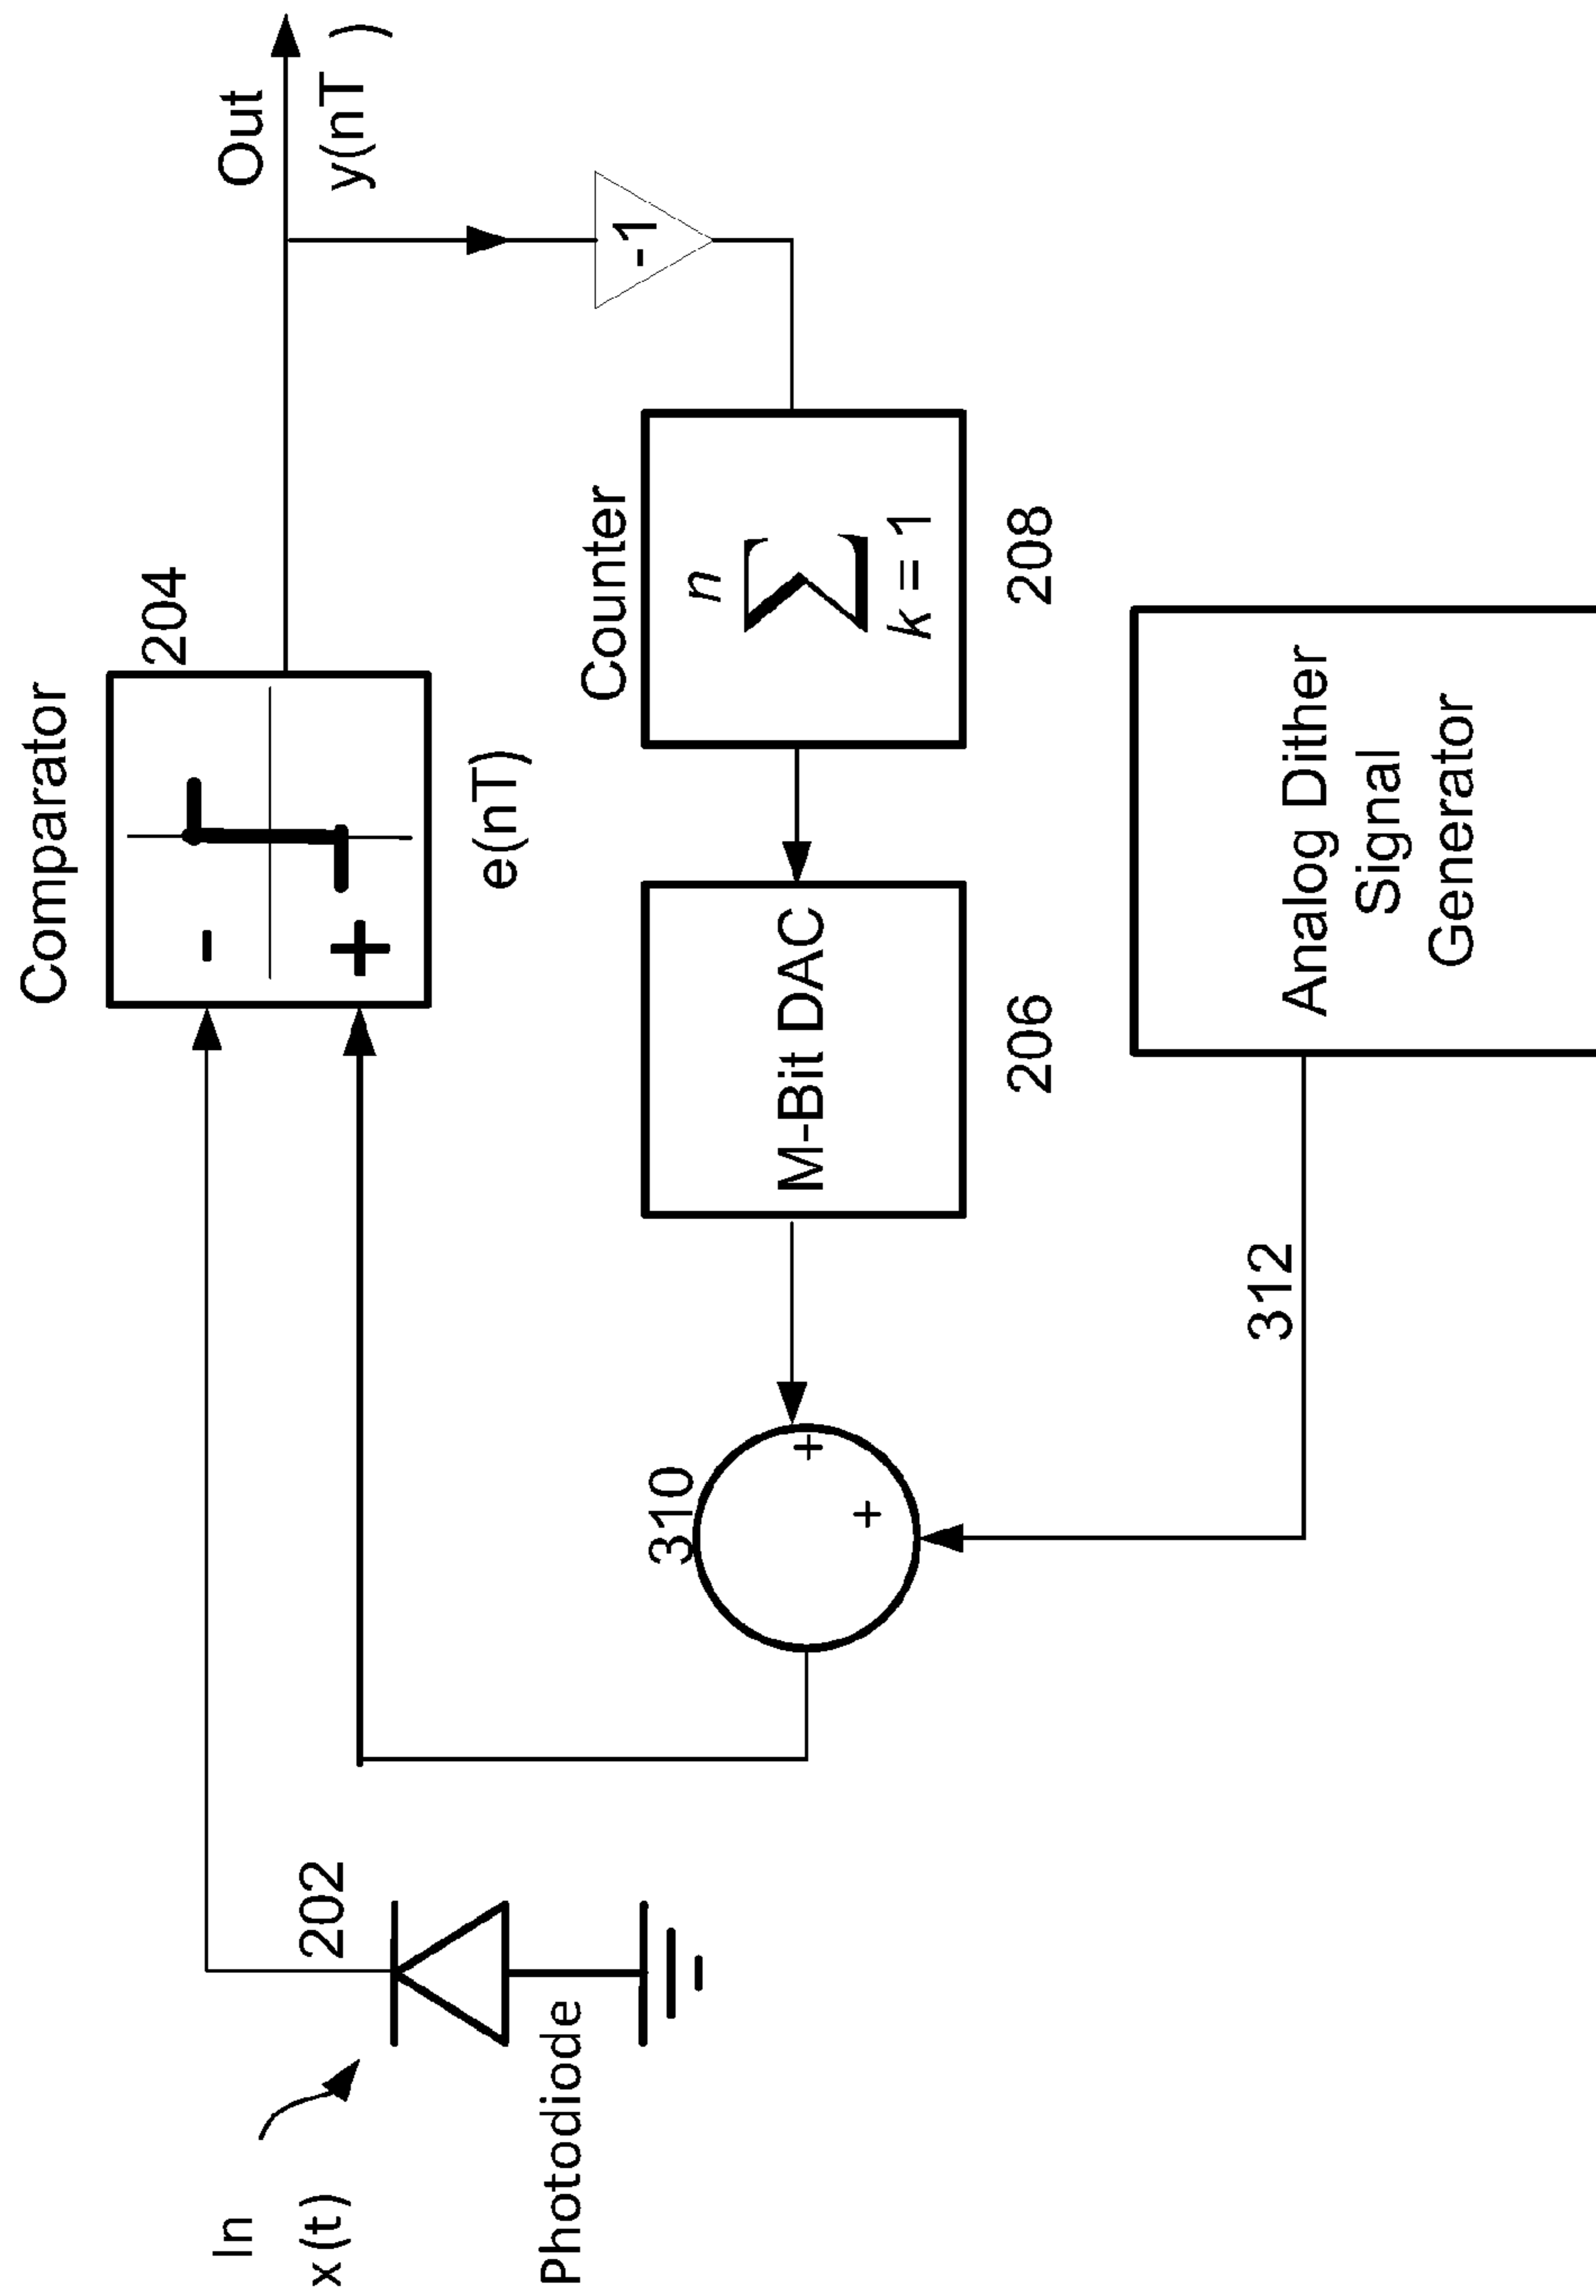 Comparator
204
-
+
e(nT)
Out
y(nT )
In
x (t)
202
Photodiode
-1
Counter
n
∑
k = 1
208
M-Bit DAC
206
310
+
+
312
Analog Dither
Signal
Generator